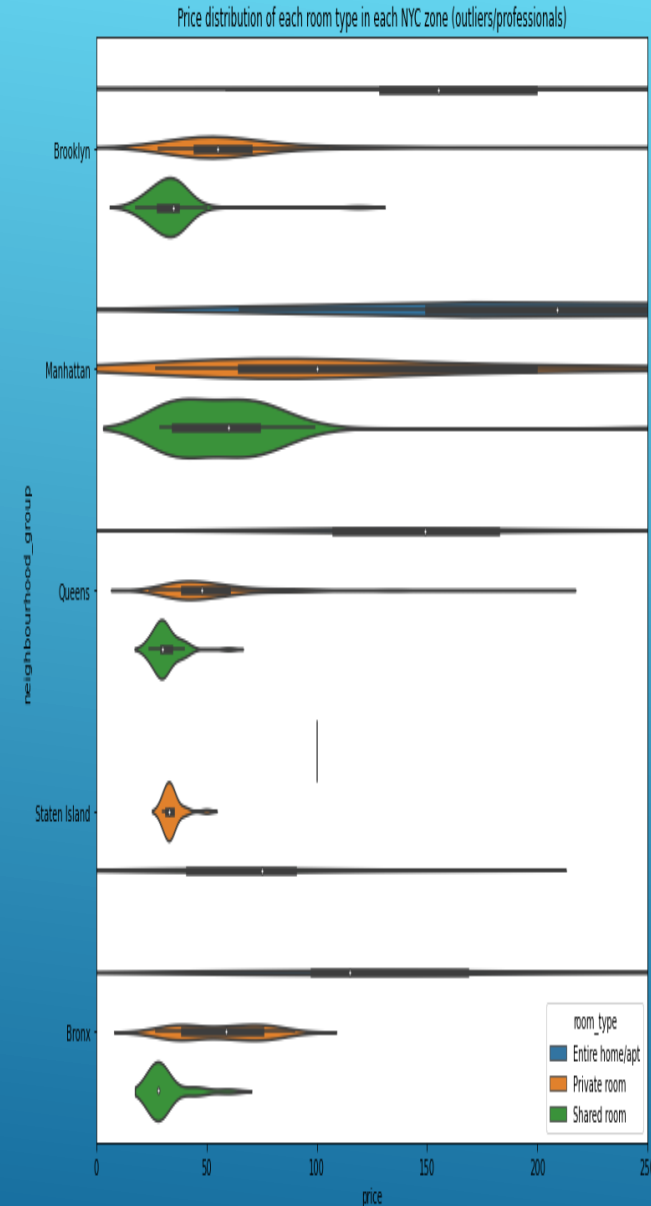 Price distribution of each room type in each NYC zone (outliers/professionals)
neighbourhood_group
Brooklyn
Manhattan
Queens
Staten Island
Bronx
room_type
Entire home/apt
Private room
Shared room
0 50 100 150 200
price